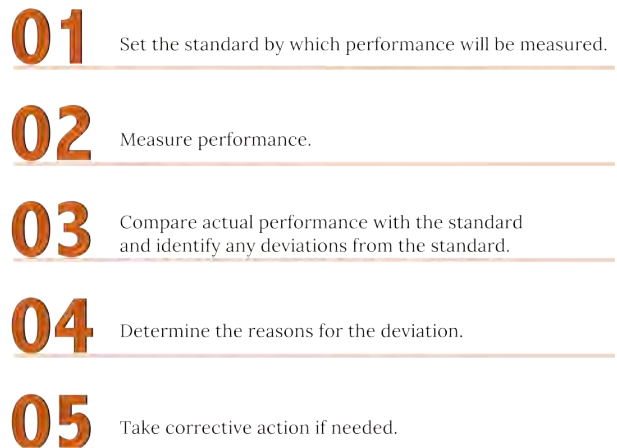 01 Set the standard by which performance will be measured.
02 Measure performance.
03 Compare actual performance with the standard
and identify any deviations from the standard.
04 Determine the reasons for the deviation.
05 Take corrective action if needed.